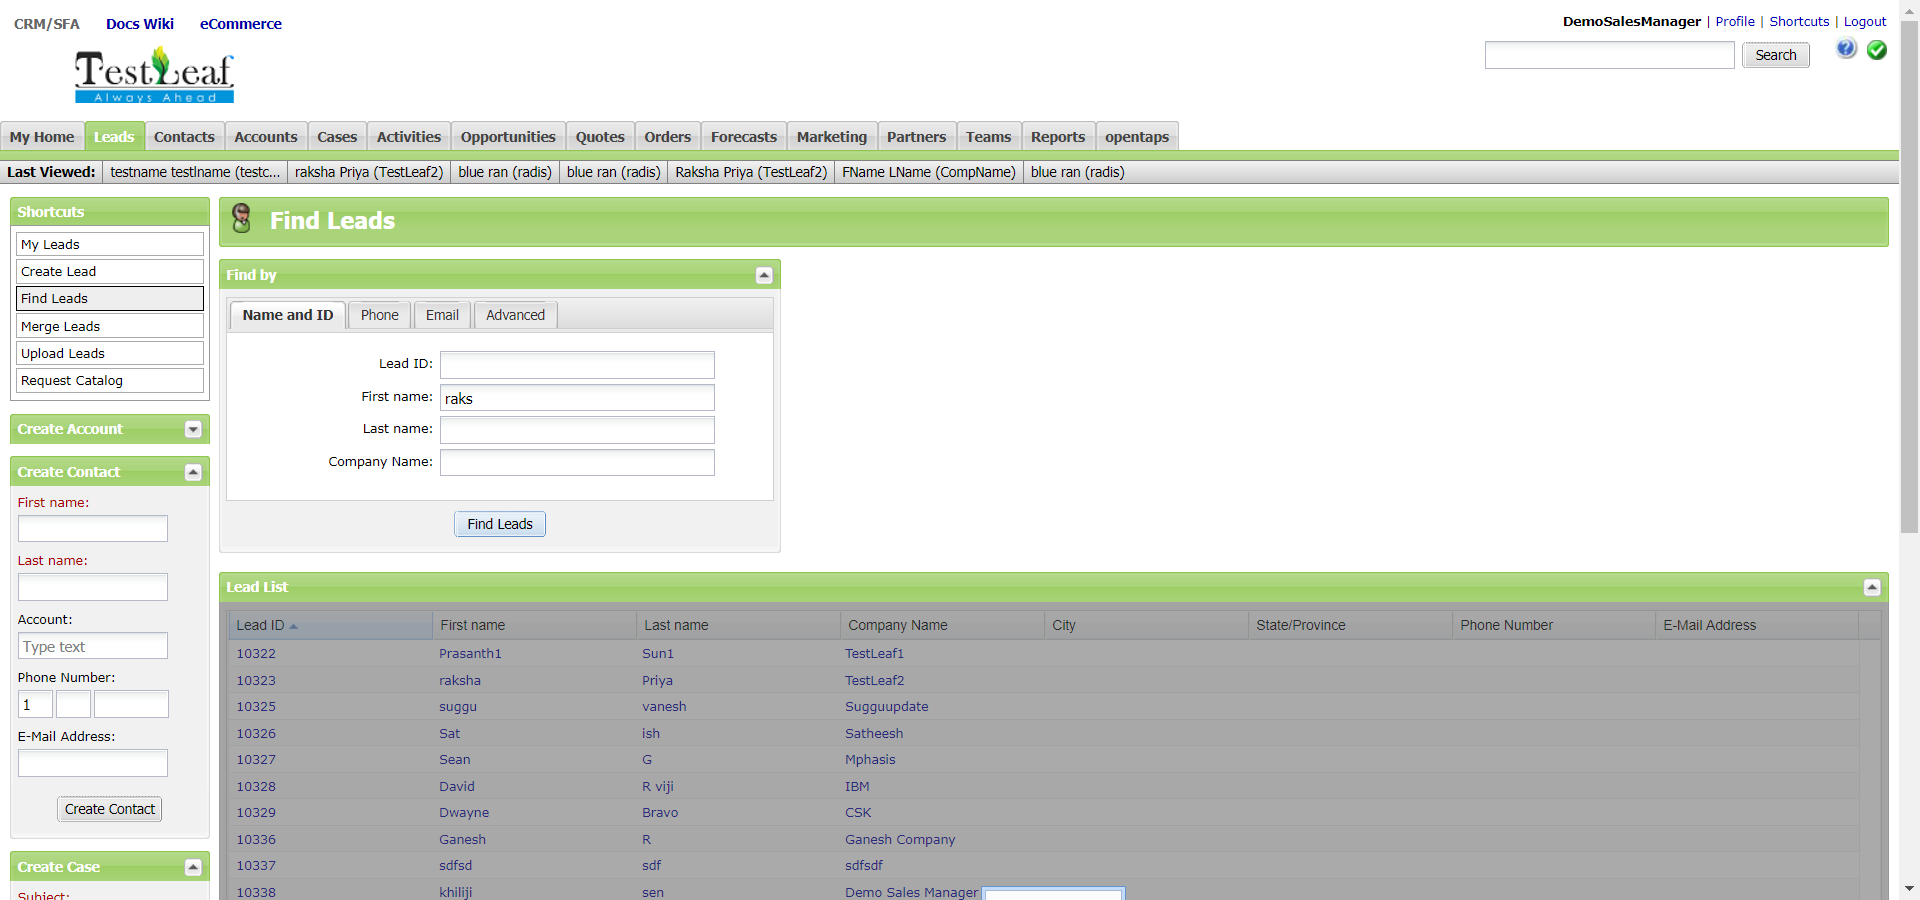 CRM/SFA Docs Wiki eCommerce
DemoSalesManager | Profile | Shortcuts | Logout
TestLeaf
Always Ahead
Search
My Home Leads Contacts Accounts Cases Activities Opportunities Quotes Orders Forecasts Marketing Partners Teams Reports opentaps
Last Viewed: testname testlname (testc... raksha Priya (TestLeaf2) blue ran (radis) blue ran (radis) Raksha Priya (TestLeaf2) FName LName (CompName) blue ran (radis)
Shortcuts
My Leads
Create Lead
Find Leads
Merge Leads
Upload Leads
Request Catalog
Create Account
Create Contact
First name:
Last name:
Account:
Type text
Phone Number:
1
E-Mail Address:
Create Contact
Create Case
Subject:
Find Leads
Find by
Name and ID Phone Email Advanced
Lead ID:
First name: raks
Last name:
Company Name:
Find Leads
Lead List
Lead ID First name Last name Company Name City State/Province Phone Number E-Mail Address
10322 Prasanth1 Sun1 TestLeaf1
10323 raksha Priya TestLeaf2
10325 suggu vanesh Sugguupdate
10326 Sat ish Satheesh
10327 Sean G Mphasis
10328 David R viji IBM
10329 Dwayne Bravo CSK
10336 Ganesh R Ganesh Company
10337 sdfsd sdf sdfsdf
10338 khiliji sen Demo Sales Manager